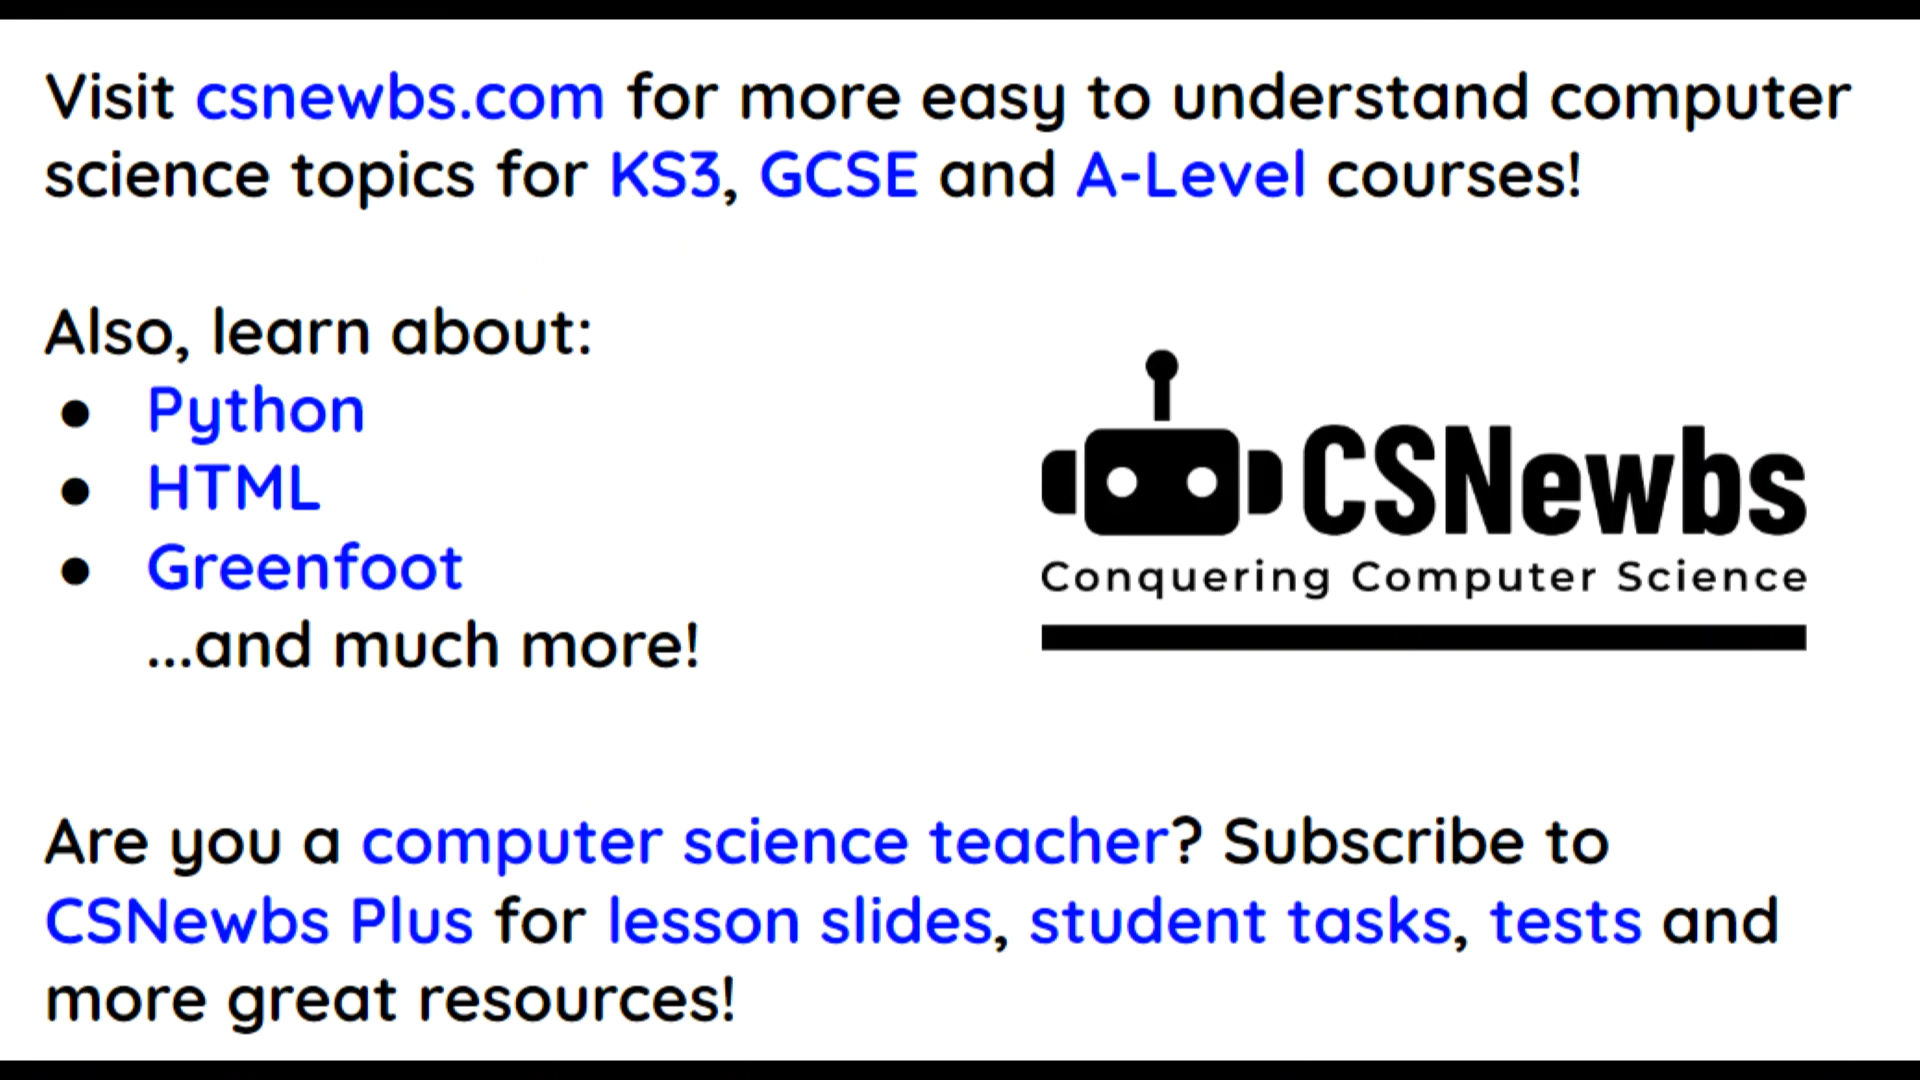 Visit csnewbs.com for more easy to understand computer
science topics for KS3, GCSE and A-Level courses!
Also, learn about:
● Python
● HTML
● Greenfoot
...and much more!
CSNewbs
Conquering Computer Science
Are you a computer science teacher? Subscribe to
CSNewbs Plus for lesson slides, student tasks, tests and
more great resources!